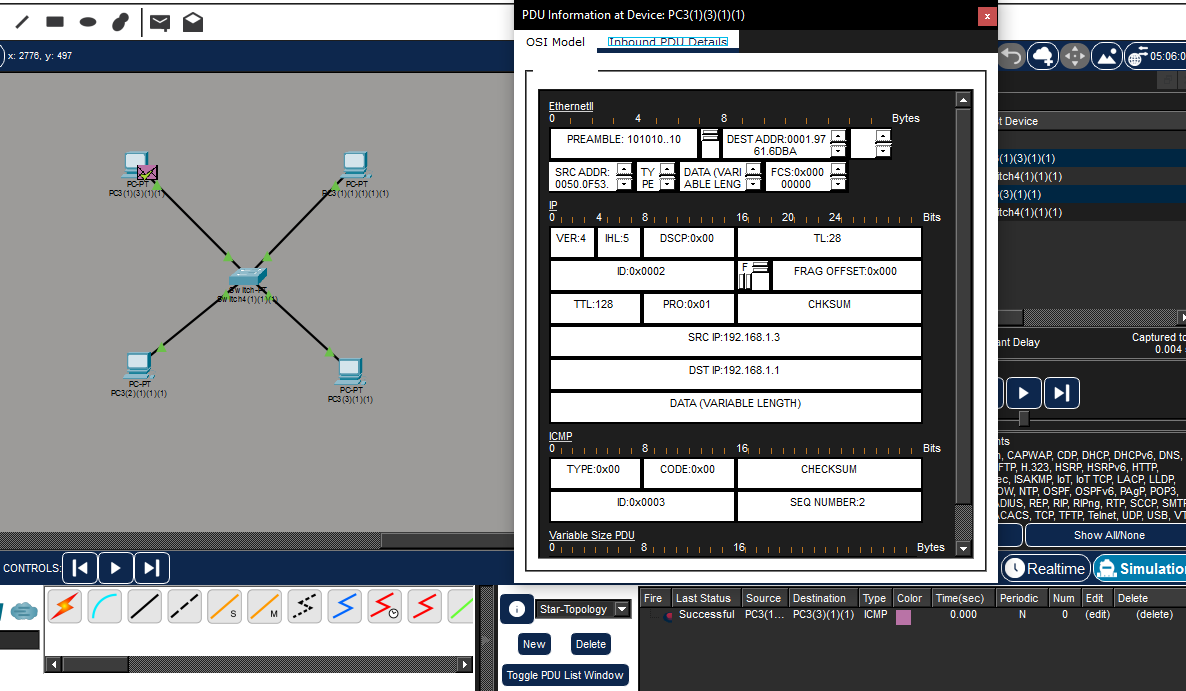 x: 2776, y: 497
PC-PT
PC3(1)(3)(1)(1)
PC-PT
PC3(1)(1)(1)(1)(1)
Switch-PT
Switch4(1)(1)(1)
PC-PT
PC3(2)(1)(1)(1)
PC-PT
PC3(3)(1)(1)
PDU Information at Device: PC3(1)(3)(1)(1)
x
OSI Model
Inbound PDU Details
EthernetII
0 4 8 Bytes
PREAMBLE: 101010..10
DEST ADDR:0001.97
61.6DBA
SRC ADDR:
0050.0F53.
TY
PE
DATA (VARI
ABLE LENG
FCS:0x000
00000
IP
0 4 8 16 20 24 Bits
VER:4 IHL:5 DSCP:0x00 TL:28
ID:0x0002 F FRAG OFFSET:0x000
TTL:128 PRO:0x01 CHKSUM
SRC IP:192.168.1.3
DST IP:192.168.1.1
DATA (VARIABLE LENGTH)
ICMP
0 8 16 Bits
TYPE:0x00 CODE:0x00 CHECKSUM
ID:0x0003 SEQ NUMBER:2
Variable Size PDU
0 8 16 Bytes
05:06:0
t Device
(1)(3)(1)(1)
itch4(1)(1)(1)
(3)(1)(1)
itch4(1)(1)(1)
ant Delay
Captured to
0.004
nts
, CAPWAP, CDP, DHCP, DHCPv6, DNS,
FTP, H.323, HSRP, HSRPv6, HTTP,
ec, ISAKMP, IoT, IoT TCP, LACP, LLDP,
OW, NTP, OSPF, OSPFv6, PAgP, POP3,
DIUS, REP, RIP, RIPng, RTP, SCCP, SMTP
ACACS, TCP, TFTP, Telnet, UDP, USB, VT
Show All/None
Realtime
Simulation
CONTROLS:
S
M
Star-Topology
New
Delete
Toggle PDU List Window
Fire Last Status Source Destination Type Color Time(sec) Periodic Num Edit Delete
Successful PC3(1... PC3(3)(1)(1) ICMP 0.000 N 0 (edit) (delete)